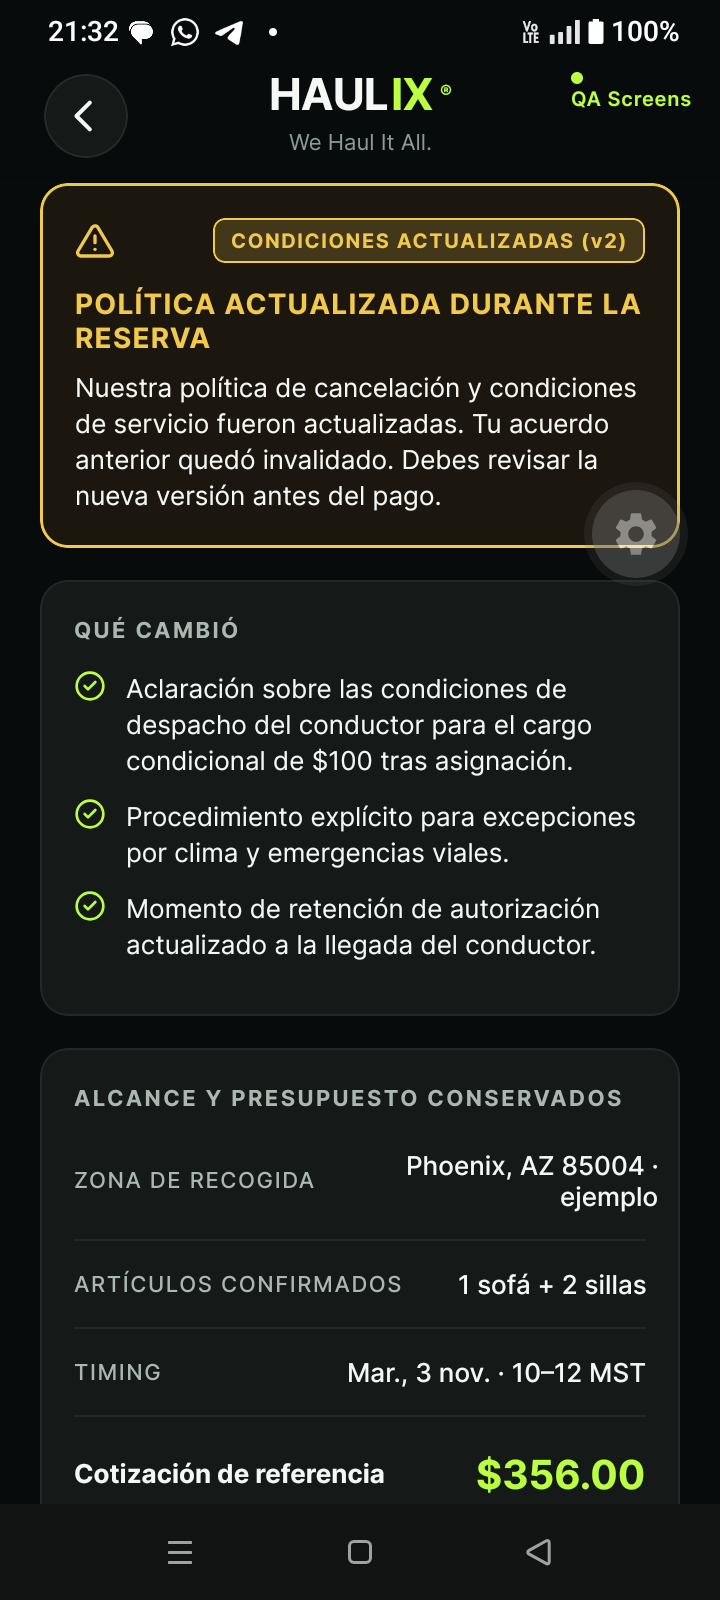 21:32
Vo LTE
100%
HAULIX ®
QA Screens
We Haul It All.
CONDICIONES ACTUALIZADAS (v2)
POLÍTICA ACTUALIZADA DURANTE LA
RESERVA
Nuestra política de cancelación y condiciones
de servicio fueron actualizadas. Tu acuerdo
anterior quedó invalidado. Debes revisar la
nueva versión antes del pago.
QUÉ CAMBIÓ
Aclaración sobre las condiciones de
despacho del conductor para el cargo
condicional de $100 tras asignación.
Procedimiento explícito para excepciones
por clima y emergencias viales.
Momento de retención de autorización
actualizado a la llegada del conductor.
ALCANCE Y PRESUPUESTO CONSERVADOS
ZONA DE RECOGIDA
Phoenix, AZ 85004 ·
ejemplo
ARTÍCULOS CONFIRMADOS
1 sofá + 2 sillas
TIMING
Mar., 3 nov. · 10–12 MST
Cotización de referencia
$356.00